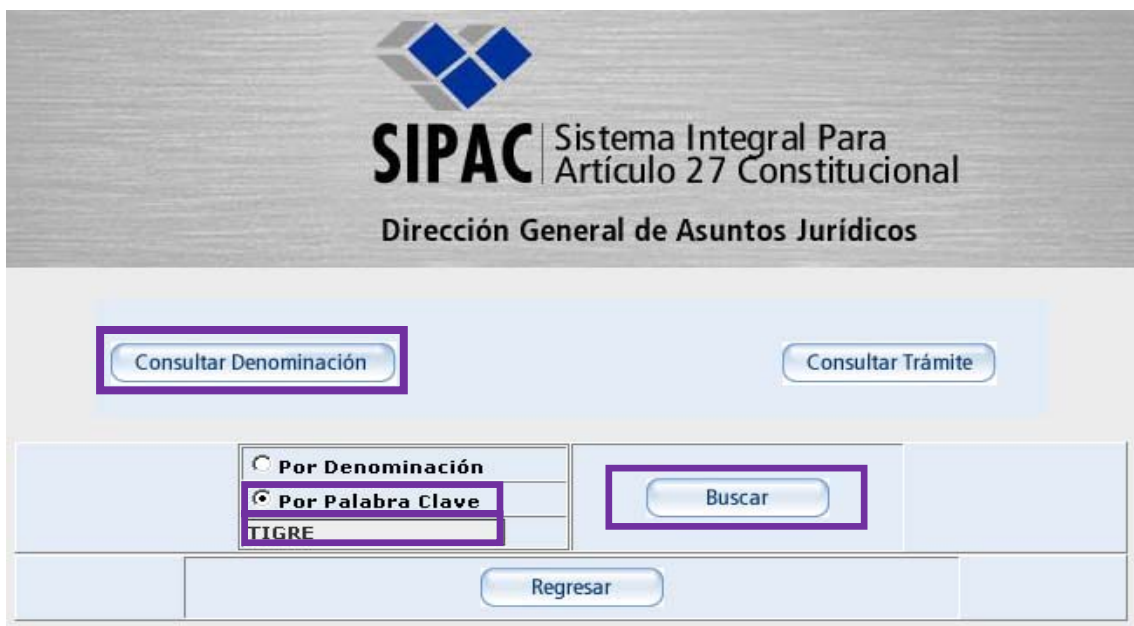 SIPAC
Sistema Integral Para
Artículo 27 Constitucional
Dirección General de Asuntos Jurídicos
Consultar Denominación
Consultar Trámite
Por Denominación
Por Palabra Clave
TIGRE
Buscar
Regresar